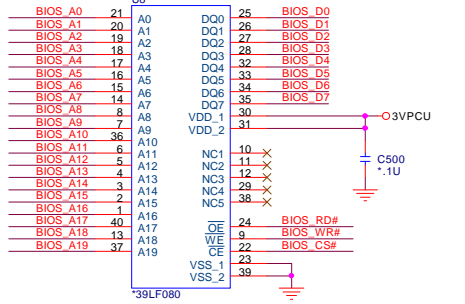 BIOS_A0 21 A0 DQ0 25 BIOS_D0
BIOS_A1 20 A1 DQ1 26 BIOS_D1
BIOS_A2 19 A2 DQ2 27 BIOS_D2
BIOS_A3 18 A3 DQ3 28 BIOS_D3
BIOS_A4 17 A4 DQ4 32 BIOS_D4
BIOS_A5 16 A5 DQ5 33 BIOS_D5
BIOS_A6 15 A6 DQ6 34 BIOS_D6
BIOS_A7 14 A7 DQ7 35 BIOS_D7
BIOS_A8 8 A8 VDD_1 30 3VPCU
BIOS_A9 7 A9 VDD_2 31
BIOS_A10 36 A10
BIOS_A11 6 A11 NC1 10
BIOS_A12 5 A12 NC2 11
BIOS_A13 4 A13 NC3 12
BIOS_A14 3 A14 NC4 29
BIOS_A15 2 A15 NC5 38
BIOS_A16 1 A16
BIOS_A17 40 A17 OE 24 BIOS_RD#
BIOS_A18 13 A18 WE 9 BIOS_WR#
BIOS_A19 37 A19 CE 22 BIOS_CS#
VSS_1 23
VSS_2 39
C500
*.1U
*39LF080